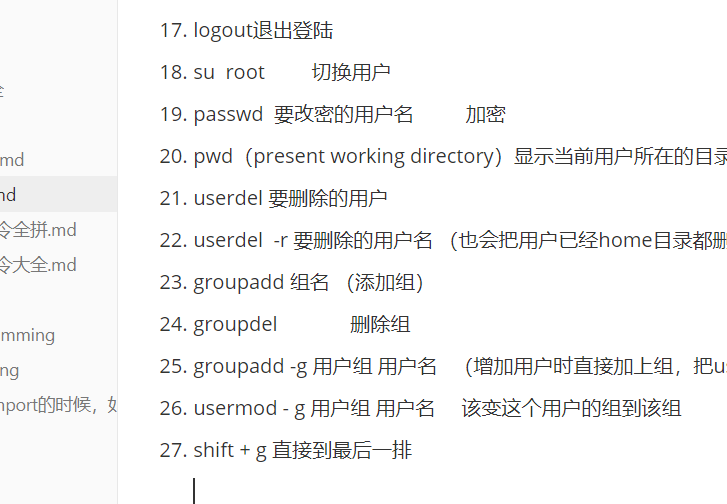 17. logout退出登陆
18. su root 切换用户
19. passwd 要改密的用户名 加密
20. pwd（present working directory）显示当前用户所在的目录
21. userdel 要删除的用户
22. userdel -r 要删除的用户名 （也会把用户已经home目录都删
23. groupadd 组名 （添加组）
24. groupdel 删除组
25. groupadd -g 用户组 用户名 （增加用户时直接加上组，把us
26. usermod - g 用户组 用户名 该变这个用户的组到该组
27. shift + g 直接到最后一排
md
nd
令全拼.md
令大全.md
mming
ng
nport的时候，如